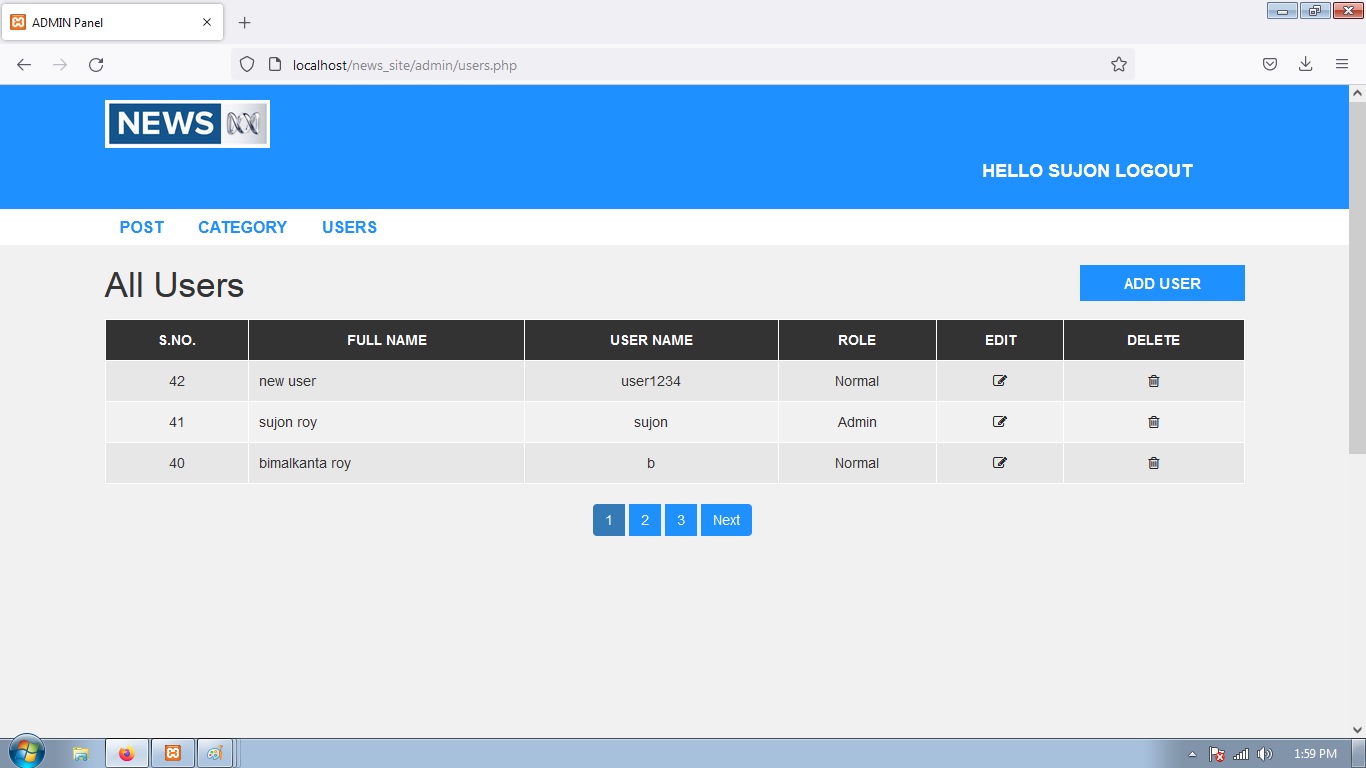 ADMIN Panel
localhost/news_site/admin/users.php
NEWS
HELLO SUJON LOGOUT
POST CATEGORY USERS
All Users
ADD USER
S.NO. FULL NAME USER NAME ROLE EDIT DELETE
42 new user user1234 Normal
41 sujon roy sujon Admin
40 bimalkanta roy b Normal
1 2 3 Next
1:59 PM